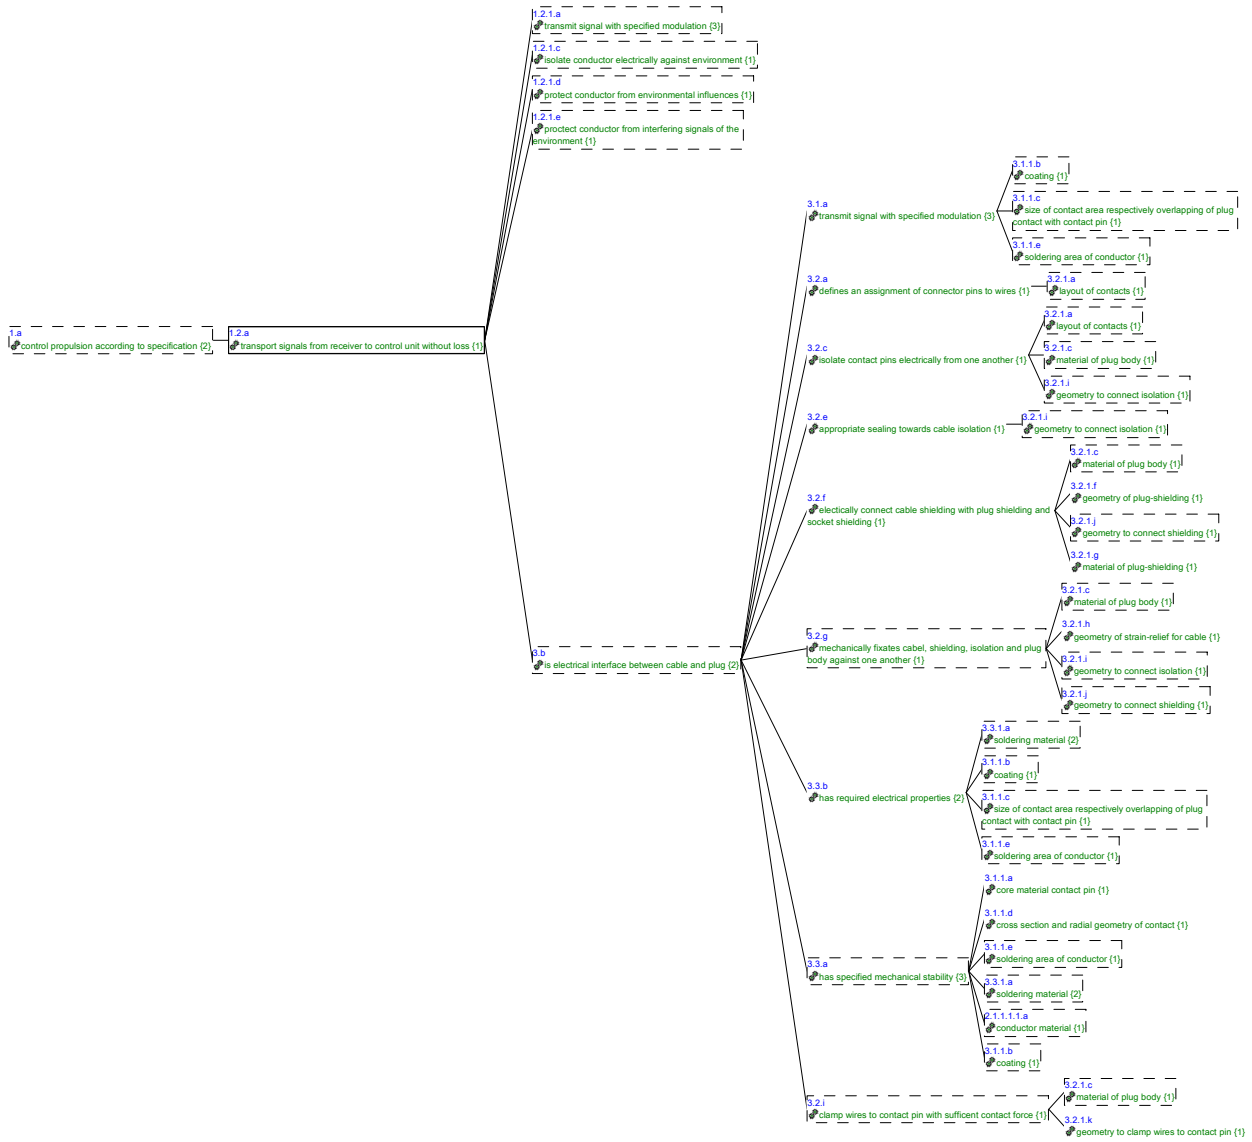 1.2.1.a
transmit signal with specified modulation {3}
1.2.1.c
isolate conductor electrically against environment {1}
1.2.1.d
protect conductor from environmental influences {1}
1.2.1.e
proctect conductor from interfering signals of the
environment {1}
1.a
control propulsion according to specification {2}
1.2.a
transport signals from receiver to control unit without loss {1}
3.b
is electrical interface between cable and plug {2}
3.1.a
transmit signal with specified modulation {3}
3.1.1.b
coating {1}
3.1.1.c
size of contact area respectively overlapping of plug
contact with contact pin {1}
3.1.1.e
soldering area of conductor {1}
3.2.a
defines an assignment of connector pins to wires {1}
3.2.1.a
layout of contacts {1}
3.2.c
isolate contact pins electrically from one another {1}
3.2.1.a
layout of contacts {1}
3.2.1.c
material of plug body {1}
3.2.1.i
geometry to connect isolation {1}
3.2.e
appropriate sealing towards cable isolation {1}
3.2.1.i
geometry to connect isolation {1}
3.2.f
electically connect cable shielding with plug shielding and
socket shielding {1}
3.2.1.c
material of plug body {1}
3.2.1.f
geometry of plug-shielding {1}
3.2.1.j
geometry to connect shielding {1}
3.2.1.g
material of plug-shielding {1}
3.2.g
mechanically fixates cabel, shielding, isolation and plug
body against one another {1}
3.2.1.c
material of plug body {1}
3.2.1.h
geometry of strain-relief for cable {1}
3.2.1.i
geometry to connect isolation {1}
3.2.1.j
geometry to connect shielding {1}
3.3.b
has required electrical properties {2}
3.3.1.a
soldering material {2}
3.1.1.b
coating {1}
3.1.1.c
size of contact area respectively overlapping of plug
contact with contact pin {1}
3.1.1.e
soldering area of conductor {1}
3.3.a
has specified mechanical stability {3}
3.1.1.a
core material contact pin {1}
3.1.1.d
cross section and radial geometry of contact {1}
3.1.1.e
soldering area of conductor {1}
3.3.1.a
soldering material {2}
2.1.1.1.1.a
conductor material {1}
3.1.1.b
coating {1}
3.2.i
clamp wires to contact pin with sufficent contact force {1}
3.2.1.c
material of plug body {1}
3.2.1.k
geometry to clamp wires to contact pin {1}